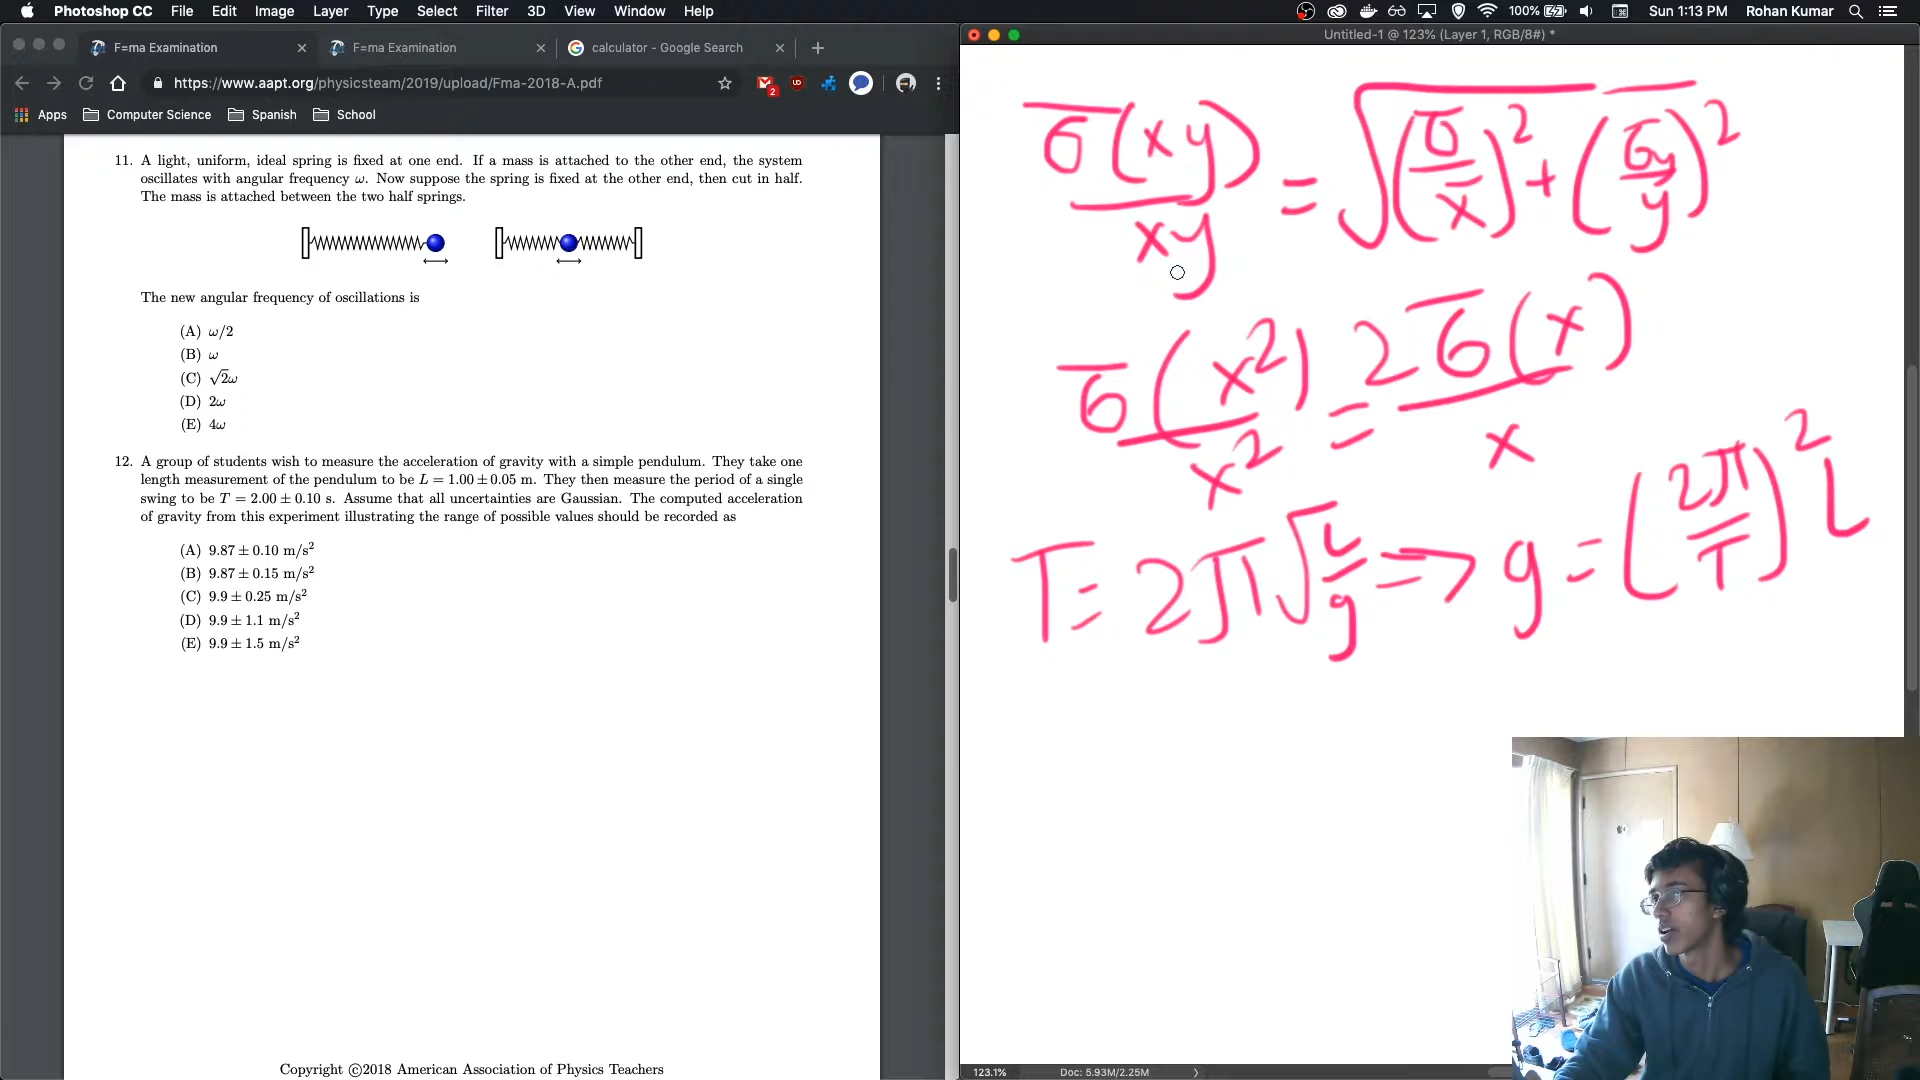 Photoshop CC File Edit Image Layer Type Select Filter 3D View Window Help 100% Sun 1:13 PM Rohan Kumar
F=ma Examination × F=ma Examination × calculator - Google Search × +
https://www.aapt.org/physicsteam/2019/upload/Fma-2018-A.pdf 2 UD
Apps Computer Science Spanish School
11. A light, uniform, ideal spring is fixed at one end. If a mass is attached to the other end, the system
oscillates with angular frequency ω. Now suppose the spring is fixed at the other end, then cut in half.
The mass is attached between the two half springs.
The new angular frequency of oscillations is
(A) ω/2
(B) ω
(C) √2ω
(D) 2ω
(E) 4ω
12. A group of students wish to measure the acceleration of gravity with a simple pendulum. They take one
length measurement of the pendulum to be L = 1.00 ± 0.05 m. They then measure the period of a single
swing to be T = 2.00 ± 0.10 s. Assume that all uncertainties are Gaussian. The computed acceleration
of gravity from this experiment illustrating the range of possible values should be recorded as
(A) 9.87 ± 0.10 m/s²
(B) 9.87 ± 0.15 m/s²
(C) 9.9 ± 0.25 m/s²
(D) 9.9 ± 1.1 m/s²
(E) 9.9 ± 1.5 m/s²
Copyright ©2018 American Association of Physics Teachers
Untitled-1 @ 123% (Layer 1, RGB/8#) *
σ(xy)/xy = √((σ/x)² + (σy/y)²)
σ(x²)/x² = 2σ(x)/x
T = 2π√(L/g) ⇒ g = (2π/T)² L
123.1% Doc: 5.93M/2.25M >